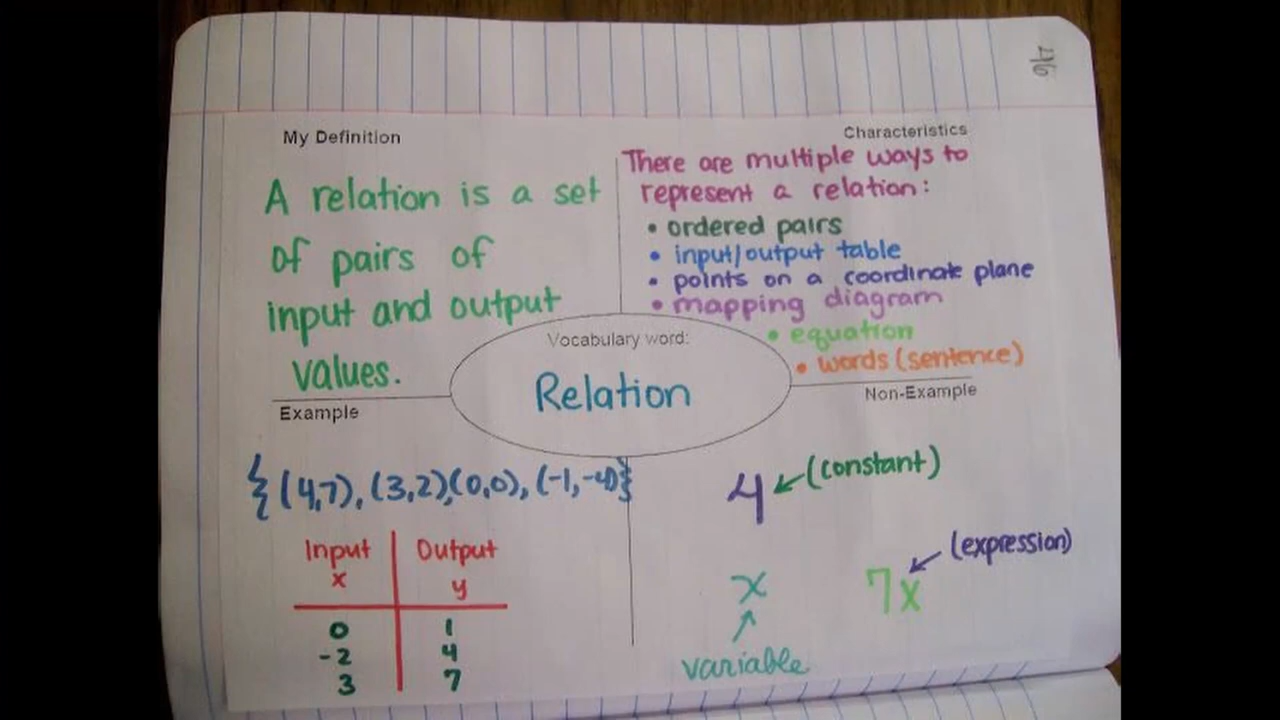 46
My Definition
A relation is a set
of pairs of
input and output
values.
Characteristics
There are multiple ways to
represent a relation:
• ordered pairs
• input/output table
• points on a coordinate plane
• mapping diagram
• equation
• words (sentence)
Vocabulary word:
Relation
Example
{(4,7), (3,2),(0,0), (-1,-4)}
Input Output
x y
0 1
-2 4
3 7
Non-Example
4 (constant)
(expression)
x 7x
variable